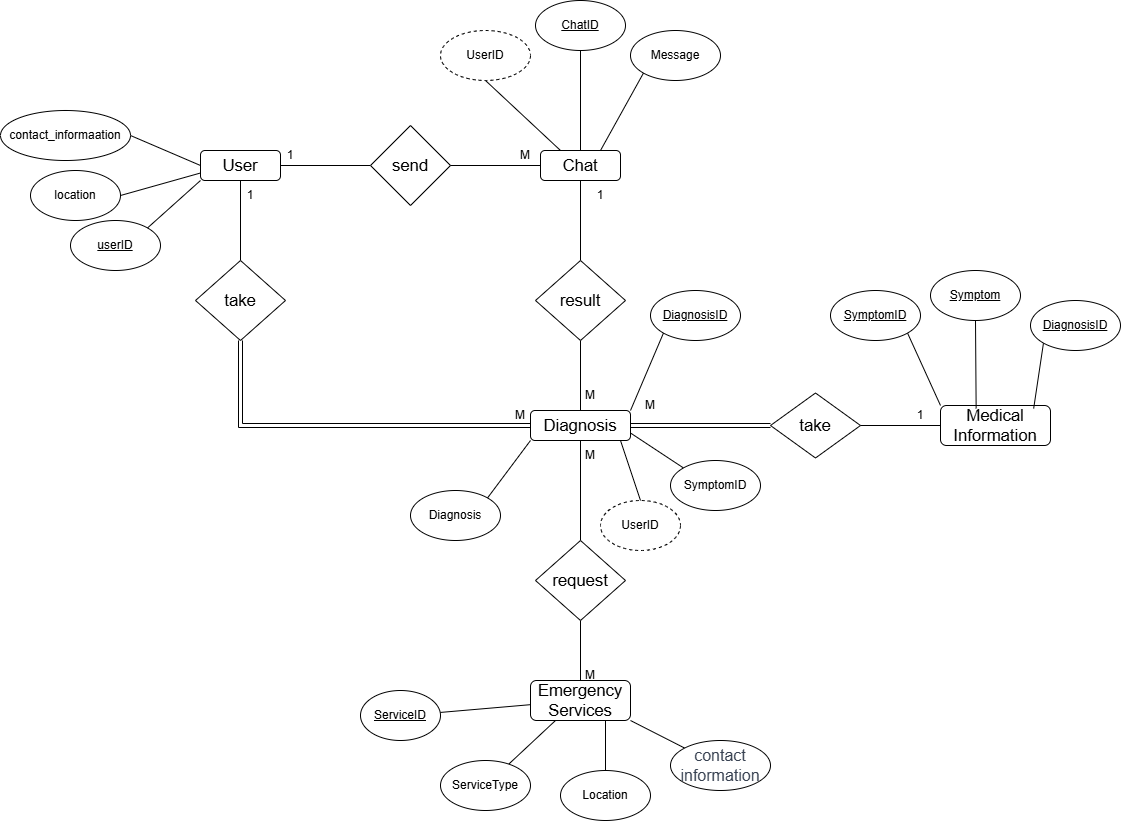 ChatID
UserID
Message
contact_informaation
User
1
send
M
Chat
location
1
1
userID
take
result
DiagnosisID
SymptomID
Symptom
DiagnosisID
M
M
M
1
Diagnosis
take
Medical
Information
M
SymptomID
Diagnosis
UserID
request
M
Emergency
Services
ServiceID
contact
information
ServiceType
Location